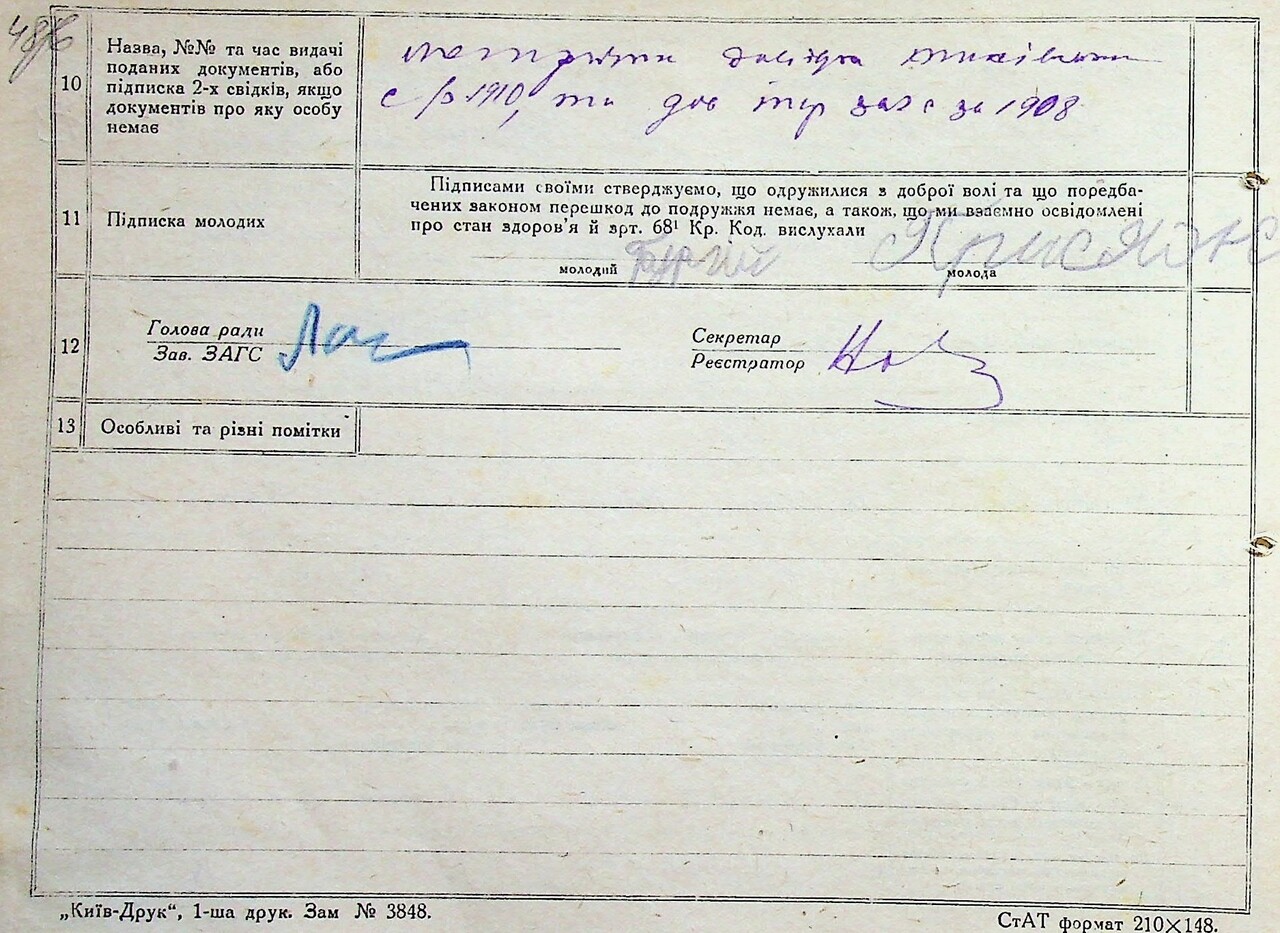 10
Назва, №№ та час видачі
поданих документів, або
підписка 2-х свідків, якщо
документів про яку особу
немає
довідка
с/р 1910, та дов загс за 1908
11
Підписка молодих
Підписами своїми стверджуємо, що одружилися з доброї волі та що передба-
чених законом перешкод до подружжя немає, а також, що ми взаємно освідомлені
про стан здоров'я й арт. 68¹ Кр. Код. вислухали
молодий
молода
12
Голова ради
Зав. ЗАГС
Секретар
Реєстратор
13
Особливі та різні помітки
„Київ-Друк“, 1-ша друк. Зам № 3848.
СтАТ формат 210×148.